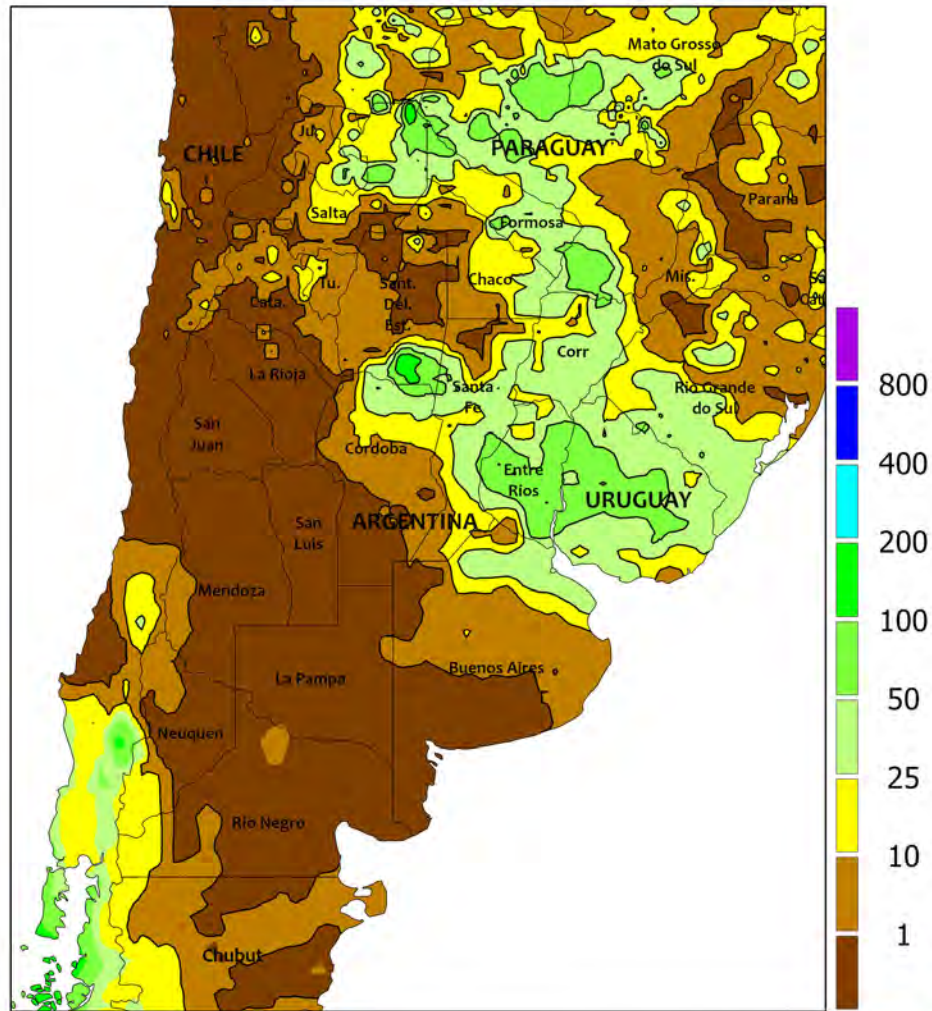 Mato Grosso
do Sul
Ju.
CHILE
PARAGUAY
Parana
Salta
Formosa
Chaco
Mis.
Tu.
Sant.
Del.
Est.
Cata.
Corr
La Rioja
Santa
Fe
Rio Grande
do Sul
San
Juan
Cordoba
Entre
Rios
URUGUAY
ARGENTINA
San
Luis
Mendoza
Buenos Aires
La Pampa
Neuquen
Rio Negro
Chubut
800
400
200
100
50
25
10
1